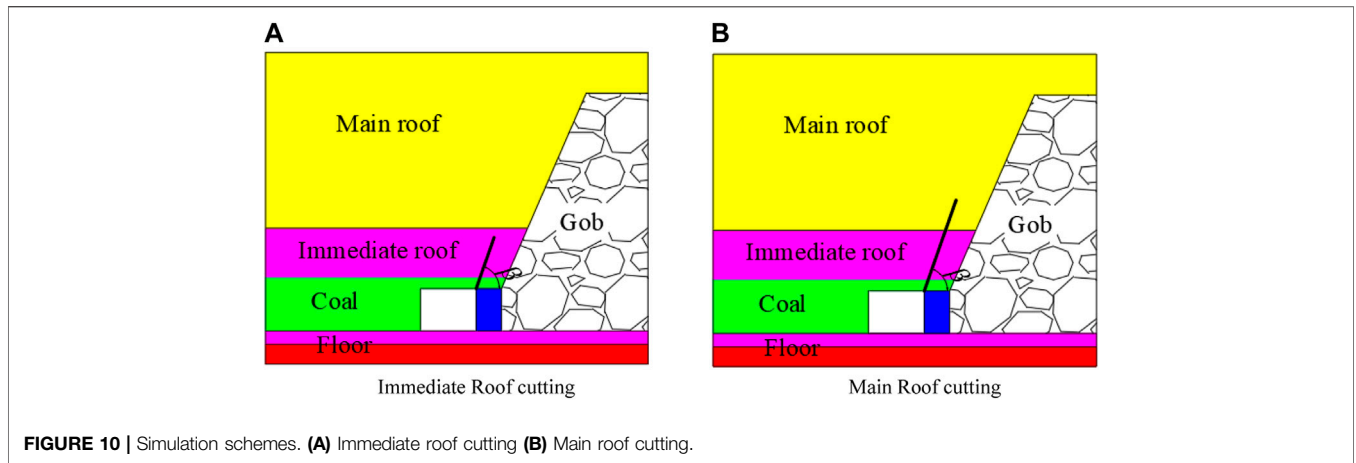 A
Main roof
Immediate roof
Coal
Floor
Gob
β
Immediate Roof cutting
B
Main roof
Immediate roof
Coal
Floor
Gob
β
Main Roof cutting
FIGURE 10 | Simulation schemes. (A) Immediate roof cutting (B) Main roof cutting.